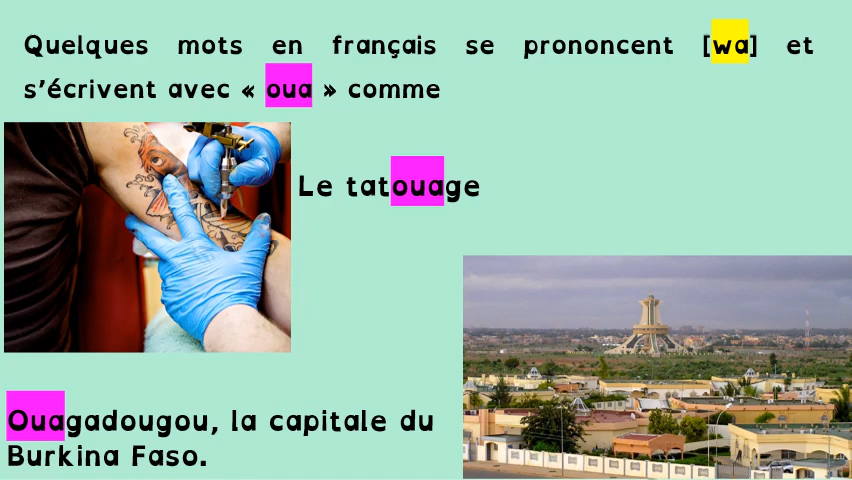 Quelques mots en français se prononcent [wa] et
s’écrivent avec « oua » comme
Le tatouage
Ouagadougou, la capitale du
Burkina Faso.